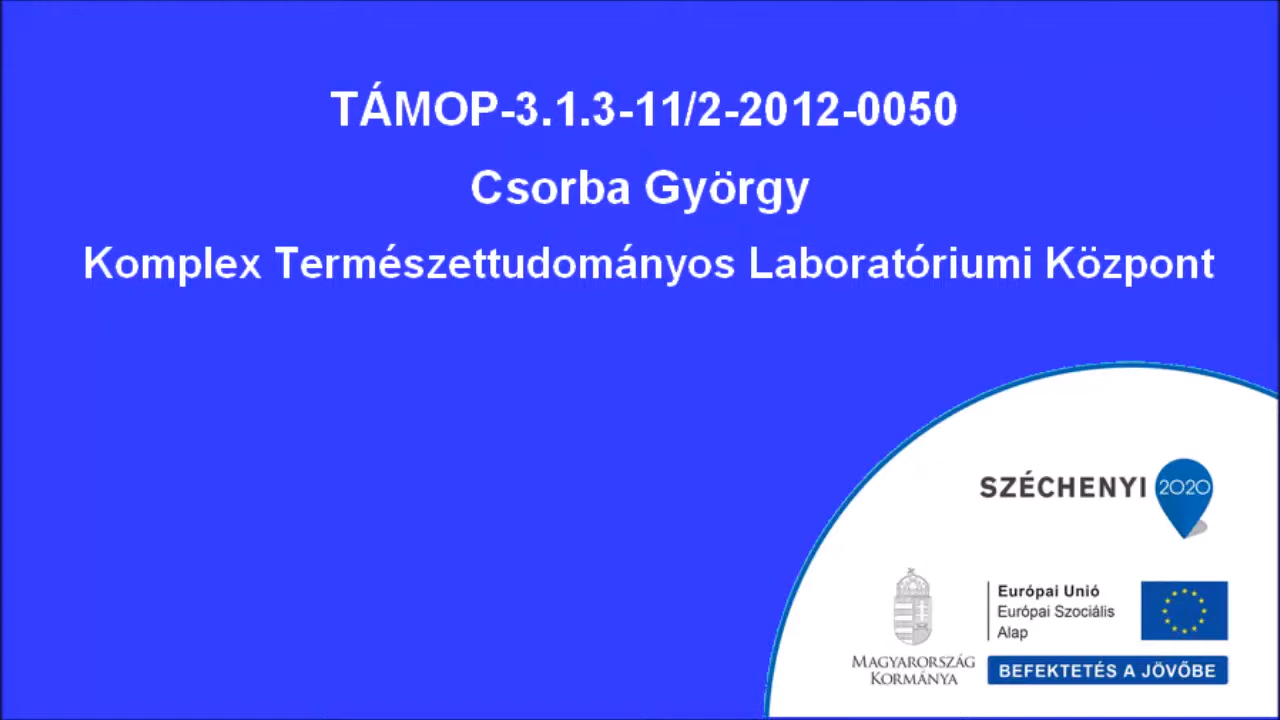 TÁMOP-3.1.3-11/2-2012-0050
Csorba György
Komplex Természettudományos Laboratóriumi Központ
SZÉCHENYI 2020
MAGYARORSZÁG
KORMÁNYA
Európai Unió
Európai Szociális
Alap
BEFEKTETÉS A JÖVŐBE